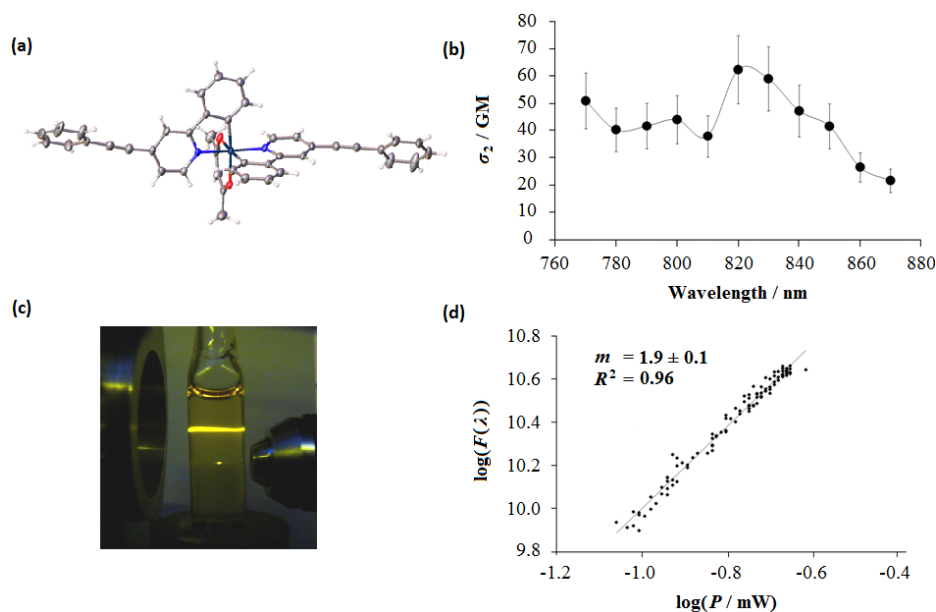 (a)
(b)
80
70
60
50
40
30
20
10
0
σ₂ / GM
760 780 800 820 840 860 880
Wavelength / nm
(c)
(d)
10.8
10.6
10.4
10.2
10.0
9.8
log(F(λ))
m = 1.9 ± 0.1
R² = 0.96
-1.2 -1.0 -0.8 -0.6 -0.4
log(P / mW)